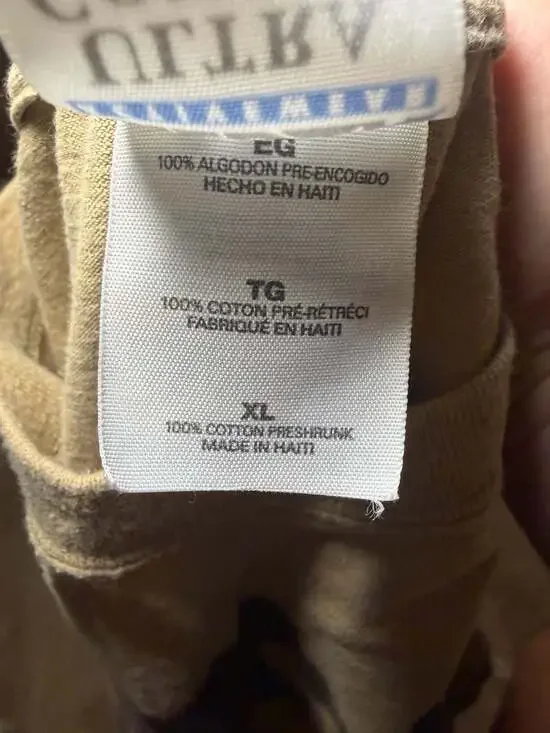 ULTRA
EG
100% ALGODON PRE-ENCOGIDO
HECHO EN HAITI
TG
100% COTON PRÉ-RÉTRÉCI
FABRIQUÉ EN HAITI
XL
100% COTTON PRESHRUNK
MADE IN HAITI